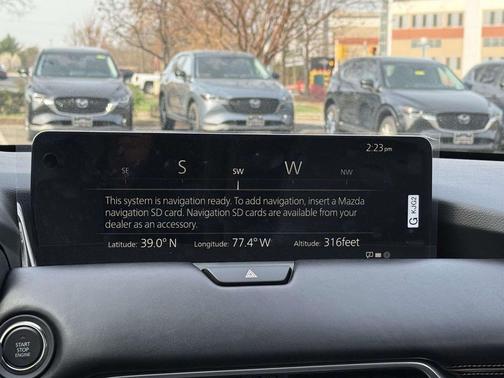 2:23pm
SE S SW W NW
This system is navigation ready. To add navigation, insert a Mazda
navigation SD card. Navigation SD cards are available from your
dealer as an accessory.
Latitude: 39.0° N Longitude: 77.4° W Altitude: 316feet
G KJG2
START
STOP
ENGINE